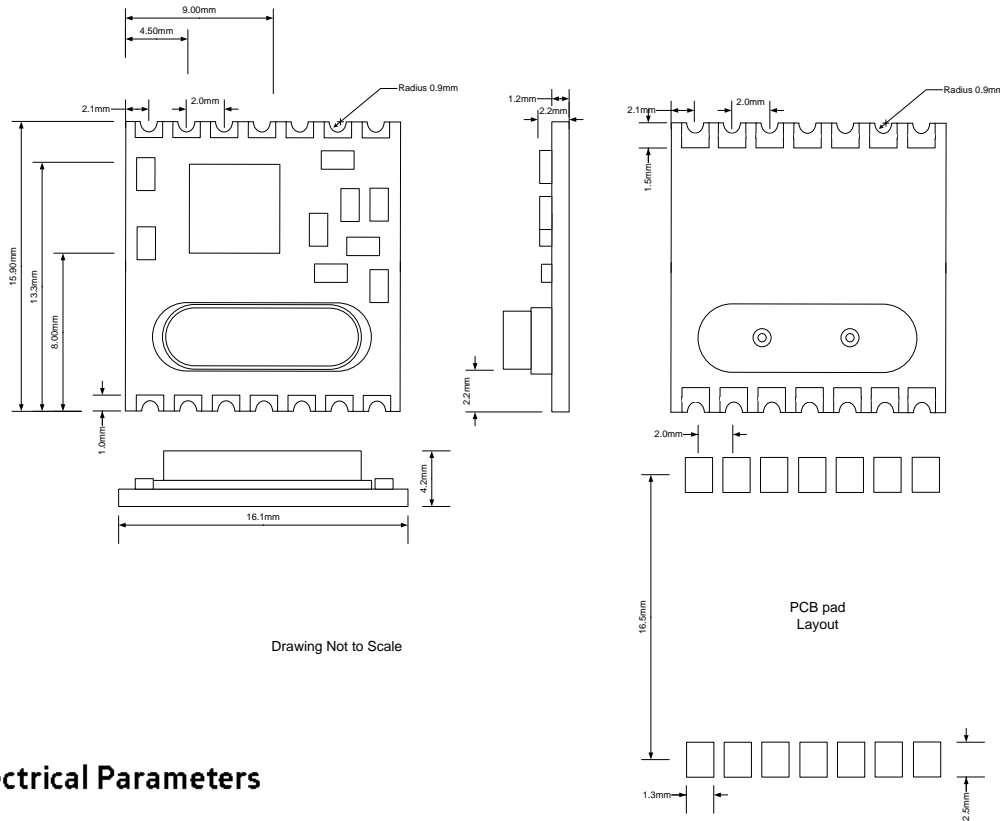 9.00mm
4.50mm
2.1mm
2.0mm
Radius 0.9mm
1.2mm
2.2mm
2.1mm
2.0mm
Radius 0.9mm
1.5mm
15.90mm
13.3mm
8.00mm
1.0mm
2.2mm
2.0mm
4.2mm
16.1mm
16.5mm
PCB pad
Layout
Drawing Not to Scale
1.3mm
2.5mm
ectrical Parameters